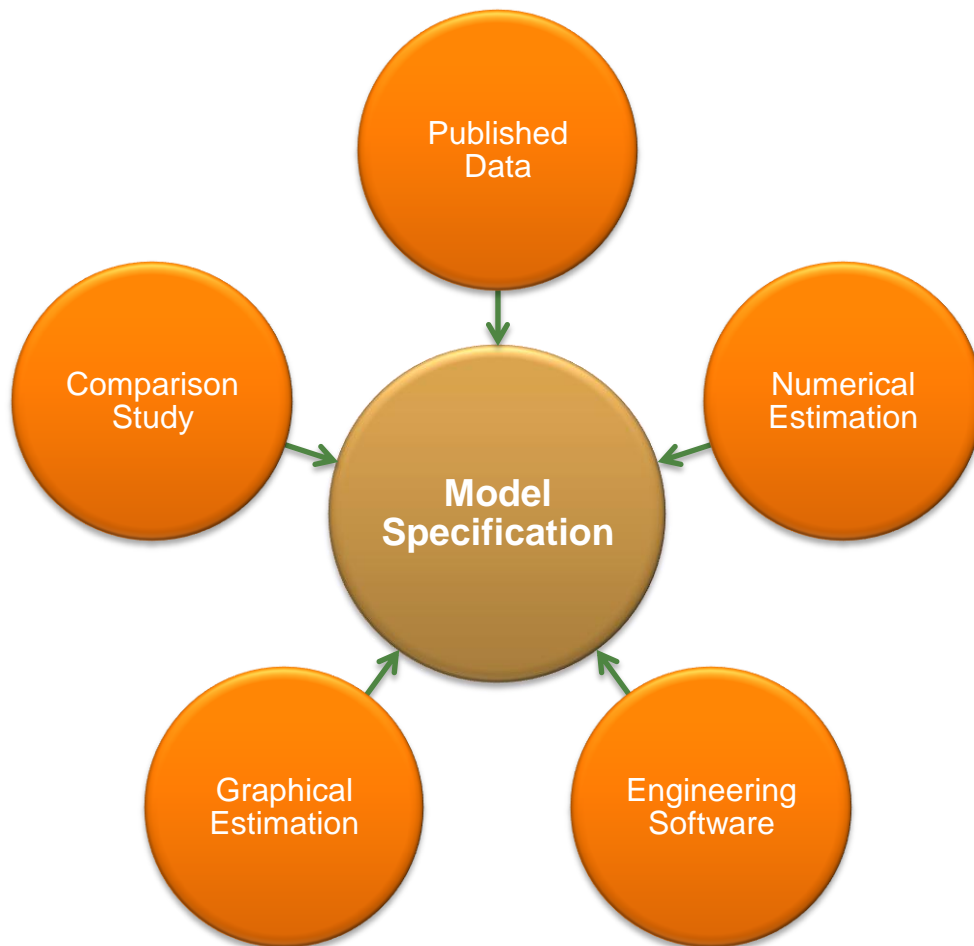 Published
Data
Comparison
Study
Numerical
Estimation
Model
Specification
Graphical
Estimation
Engineering
Software